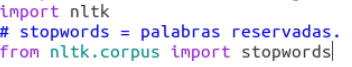 import nltk
# stopwords = palabras reservadas.
from nltk.corpus import stopwords